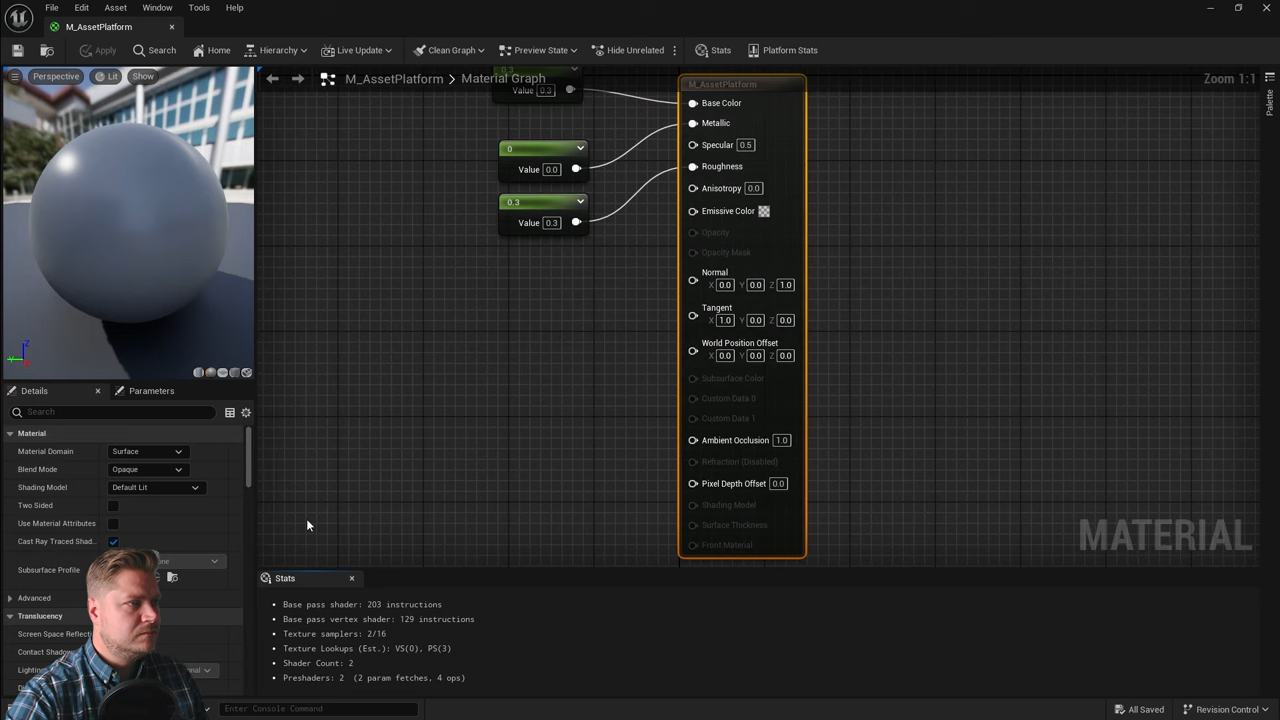 File Edit Asset Window Tools Help
M_AssetPlatform
Apply Search Home Hierarchy Live Update Clean Graph Preview State Hide Unrelated Stats Platform Stats
Perspective Lit Show
M_AssetPlatform > Material Graph
Zoom 1:1
Palette
0.3
Value 0.3
0
Value 0.0
0.3
Value 0.3
M_AssetPlatform
Base Color
Metallic
Specular 0.5
Roughness
Anisotropy 0.0
Emissive Color
Opacity
Opacity Mask
Normal
X 0.0 Y 0.0 Z 1.0
Tangent
X 1.0 Y 0.0 Z 0.0
World Position Offset
X 0.0 Y 0.0 Z 0.0
Subsurface Color
Custom Data 0
Custom Data 1
Ambient Occlusion 1.0
Refraction (Disabled)
Pixel Depth Offset 0.0
Shading Model
Surface Thickness
Front Material
MATERIAL
Details Parameters
Search
Material
Material Domain Surface
Blend Mode Opaque
Shading Model Default Lit
Two Sided
Use Material Attributes
Cast Ray Traced Shad...
Subsurface Profile
Advanced
Translucency
Screen Space Reflecti
Contact Shadow
Lighting
Stats
Base pass shader: 203 instructions
Base pass vertex shader: 129 instructions
Texture samplers: 2/16
Texture Lookups (Est.): VS(0), PS(3)
Shader Count: 2
Preshaders: 2 (2 param fetches, 4 ops)
Enter Console Command
All Saved Revision Control